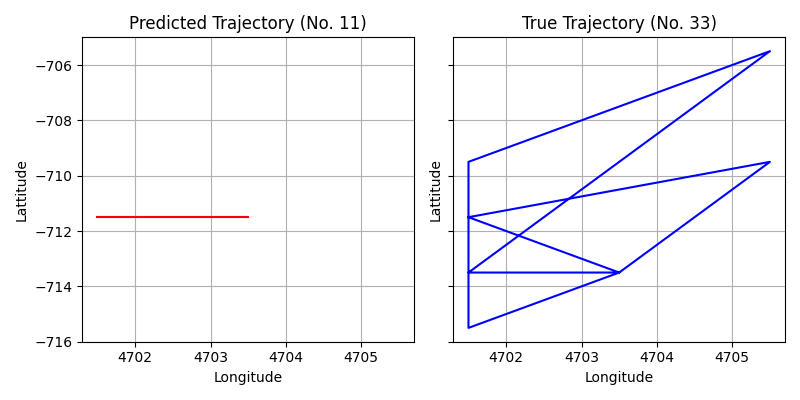 Predicted Trajectory (No. 11)
True Trajectory (No. 33)
−706
−708
−710
−712
−714
−716
Lattitude
Lattitude
4702
4703
4704
4705
4702
4703
4704
4705
Longitude
Longitude